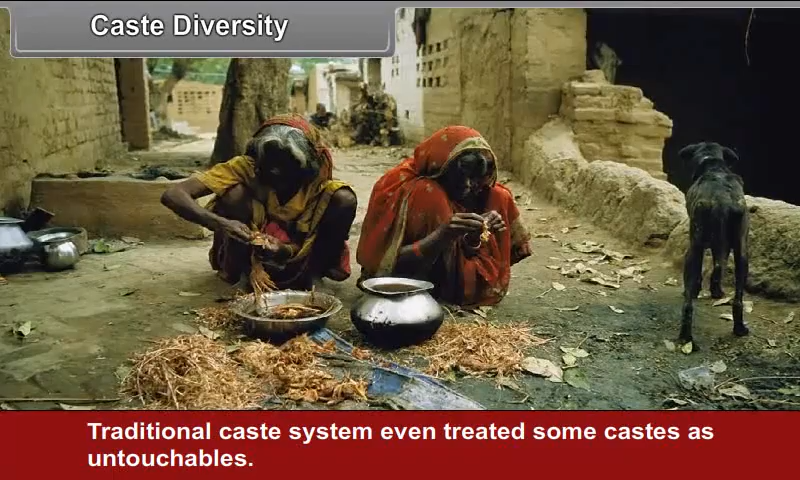 Caste Diversity
Traditional caste system even treated some castes as
untouchables.